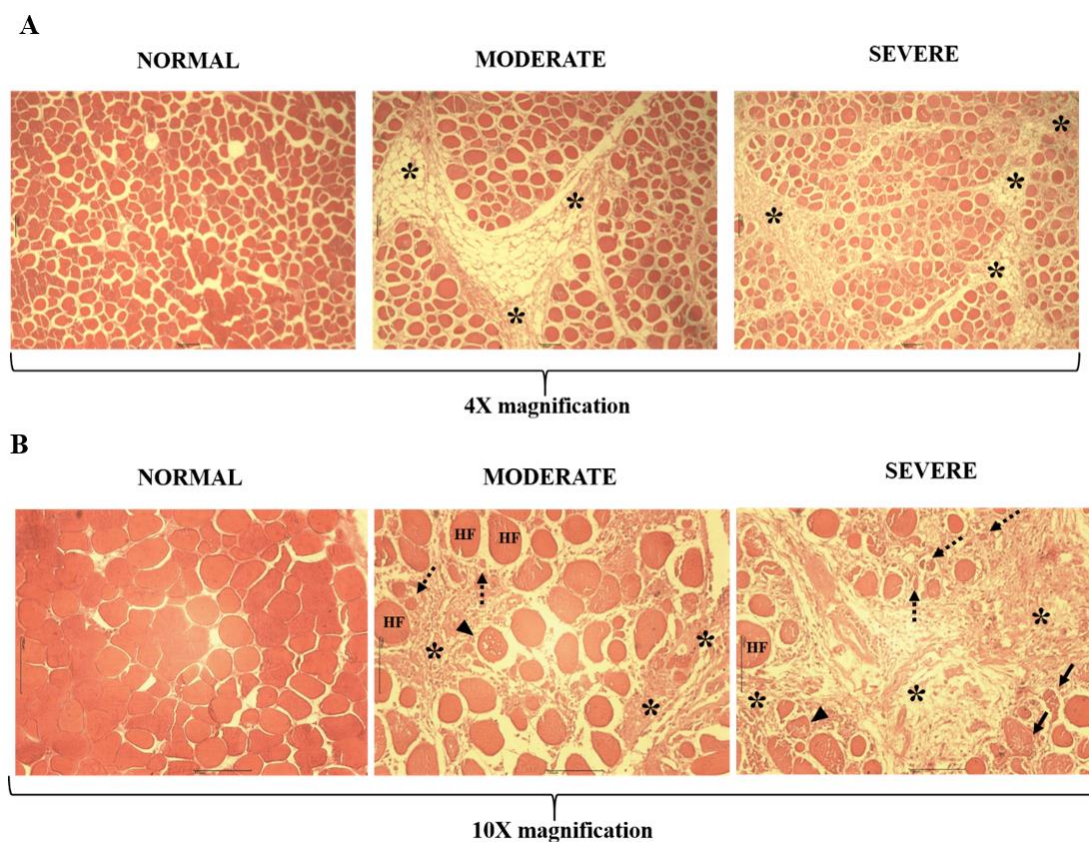 A
NORMAL
MODERATE
SEVERE
*
*
*
*
*
*
*
4X magnification
B
NORMAL
MODERATE
SEVERE
HF
HF
HF
*
*
*
HF
*
*
*
10X magnification